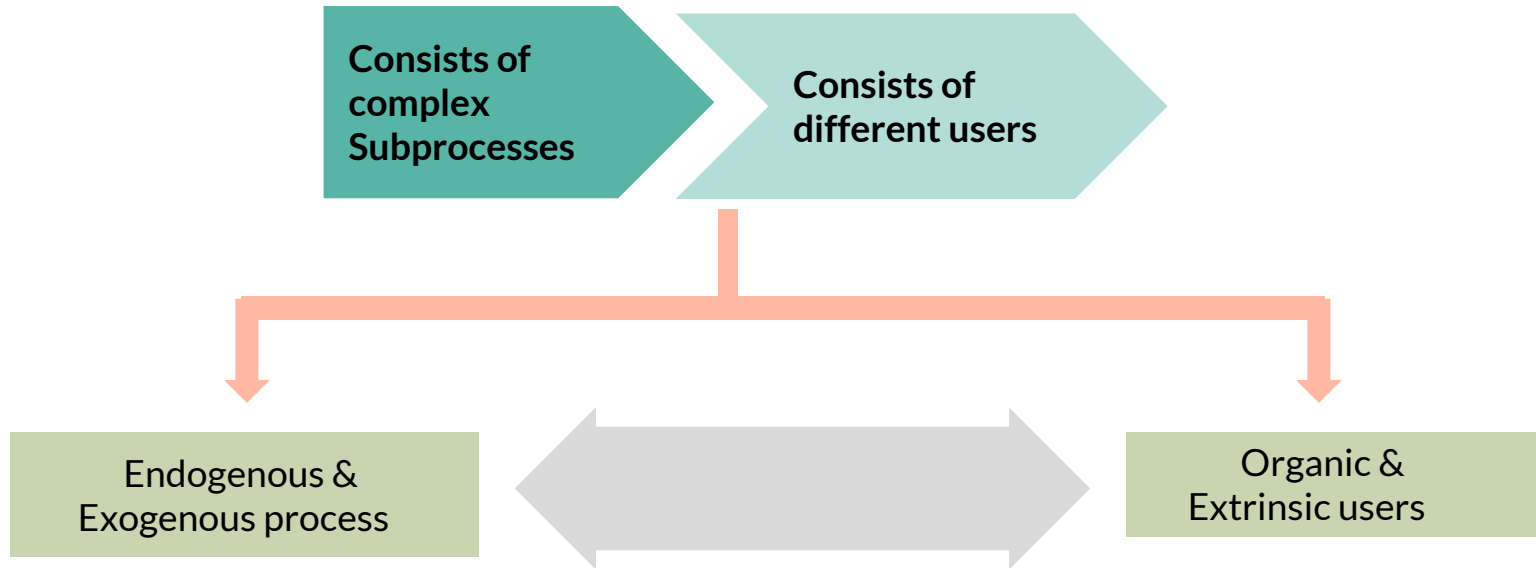 Consists of
complex
Subprocesses
Consists of
different users
Endogenous &
Exogenous process
Organic &
Extrinsic users